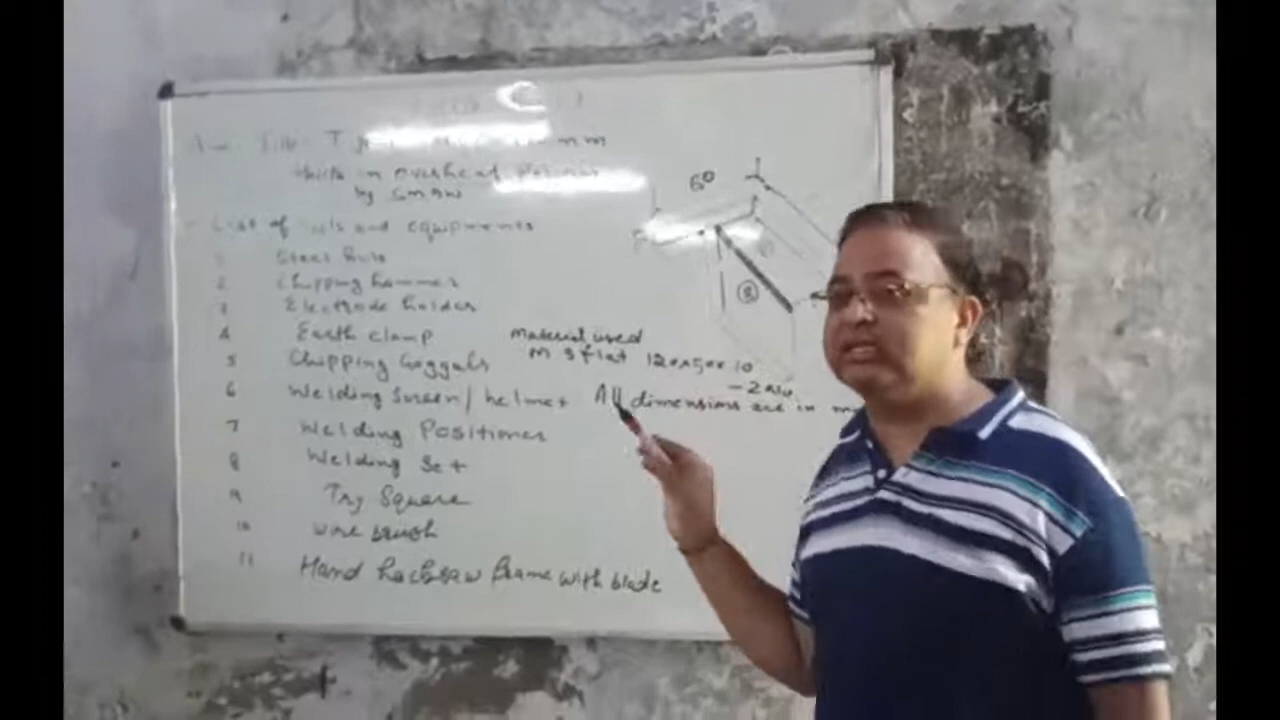 mm
in overhead
by SMAW
List of tools and equipments
1 Steel Rule
2 Chipping hammer
3 Electrode holder
4 Earth clamp
5 Chipping Goggals
6 Welding Screen/helmet
7 Welding Positioner
8 Welding Set
9 Try Square
10 wire brush
11 Hand hacksaw frame with blade
60
8
material used
M S flat 120x50x10
- 2 No
All dimensions are in